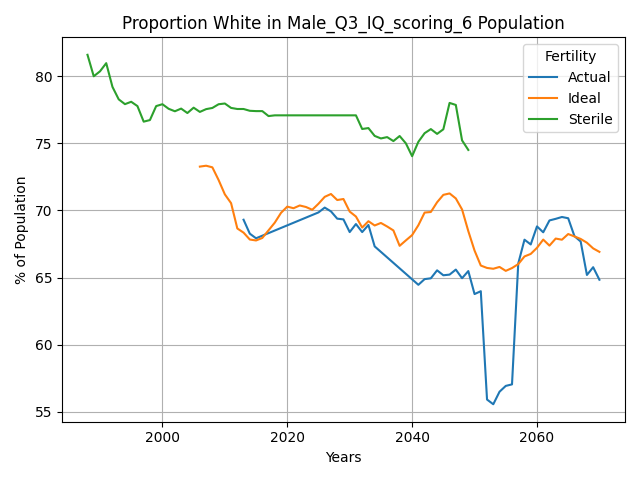 Proportion White in Male_Q3_IQ_scoring_6 Population
% of Population
80
75
70
65
60
55
2000
2020
2040
2060
Years
Fertility
Actual
Ideal
Sterile